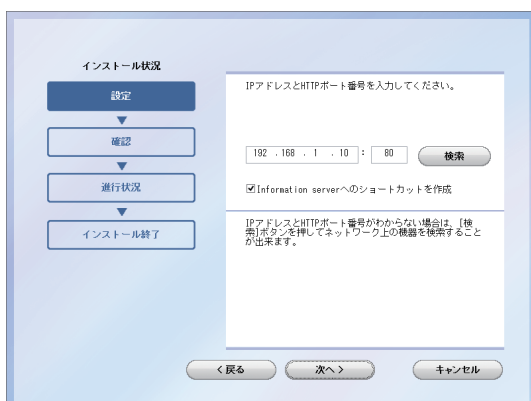 インストール状況
設定
確認
進行状況
インストール終了
IPアドレスとHTTPポート番号を入力してください。
192 .168 . 1 . 10 : 80 検索
☑Information serverへのショートカットを作成
IPアドレスとHTTPポート番号がわからない場合は、[検
索]ボタンを押してネットワーク上の機器を検索すること
が出来ます。
<戻る 次へ> キャンセル